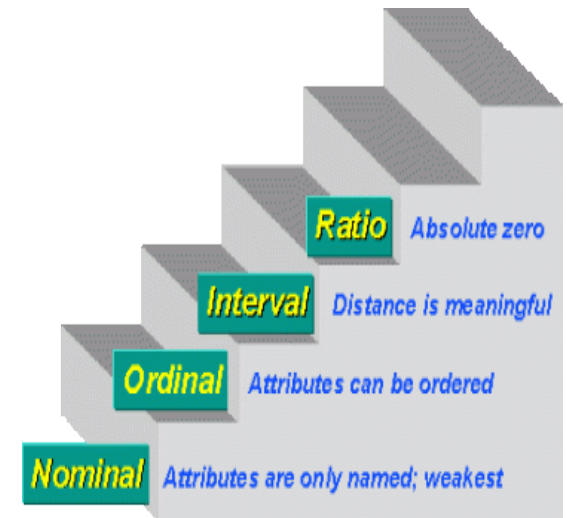 Ratio Absolute zero
Interval Distance is meaningful
Ordinal Attributes can be ordered
Nominal Attributes are only named; weakest